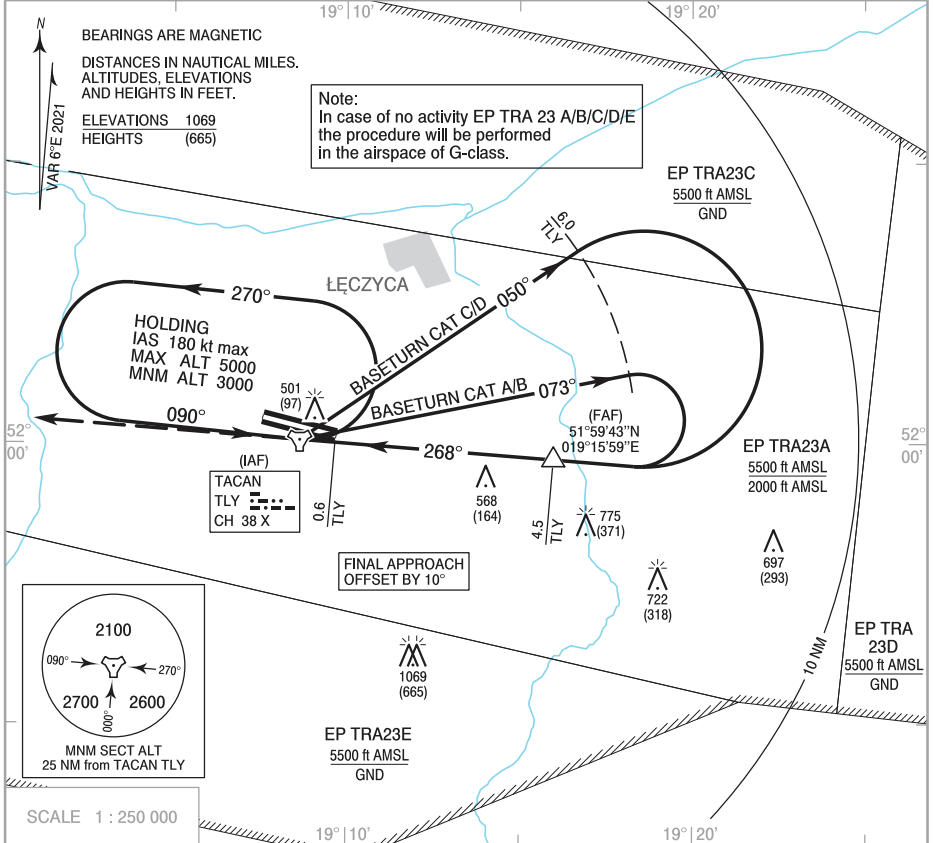 19° 10'
19° 20'
N
VAR 6°E 2021
BEARINGS ARE MAGNETIC
DISTANCES IN NAUTICAL MILES.
ALTITUDES, ELEVATIONS
AND HEIGHTS IN FEET.
ELEVATIONS 1069
HEIGHTS (665)
Note:
In case of no activity EP TRA 23 A/B/C/D/E
the procedure will be performed
in the airspace of G-class.
EP TRA23C
5500 ft AMSL
GND
6.0
TLY
ŁĘCZYCA
270°
HOLDING
IAS 180 kt max
MAX ALT 5000
MNM ALT 3000
090°
BASETURN CAT C/D 050°
BASETURN CAT A/B 073°
501
(97)
(FAF)
51°59'43"N
019°15'59"E
268°
52°
00'
52°
00'
EP TRA23A
5500 ft AMSL
2000 ft AMSL
(IAF)
TACAN
TLY
CH 38 X
0.6
TLY
568
(164)
4.5
TLY
775
(371)
697
(293)
722
(318)
FINAL APPROACH
OFFSET BY 10°
2100
090°
270°
2700
2600
000°
MNM SECT ALT
25 NM from TACAN TLY
1069
(665)
EP TRA23E
5500 ft AMSL
GND
10 NM
EP TRA
23D
5500 ft AMSL
GND
SCALE 1 : 250 000
19° 10'
19° 20'